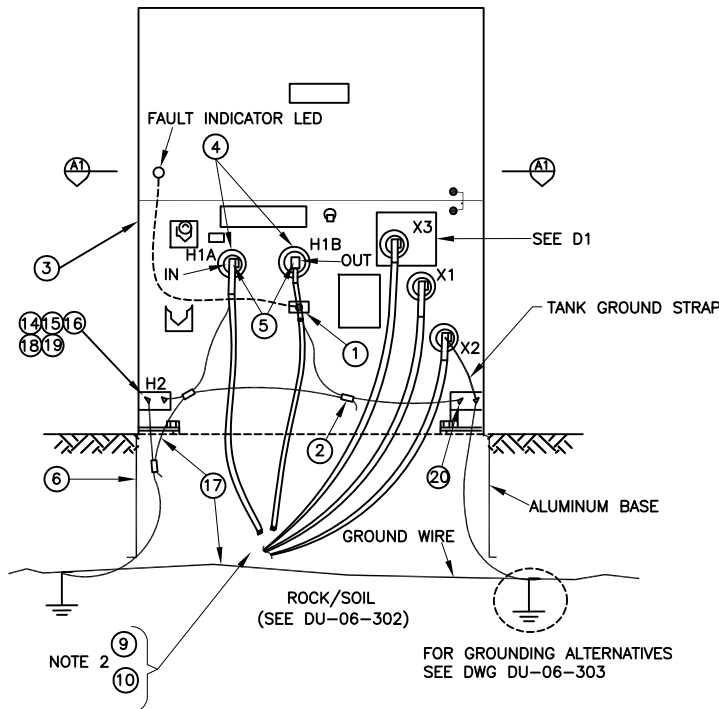 FAULT INDICATOR LED
4
A1
A1
X3
H1A
H1B
IN
OUT
SEE D1
3
X1
5
TANK GROUND STRAP
14 15 16
18 19
1
X2
H2
2
6
17
20
ALUMINUM BASE
GROUND WIRE
ROCK/SOIL
(SEE DU-06-302)
NOTE 2
9
10
FOR GROUNDING ALTERNATIVES
SEE DWG DU-06-303